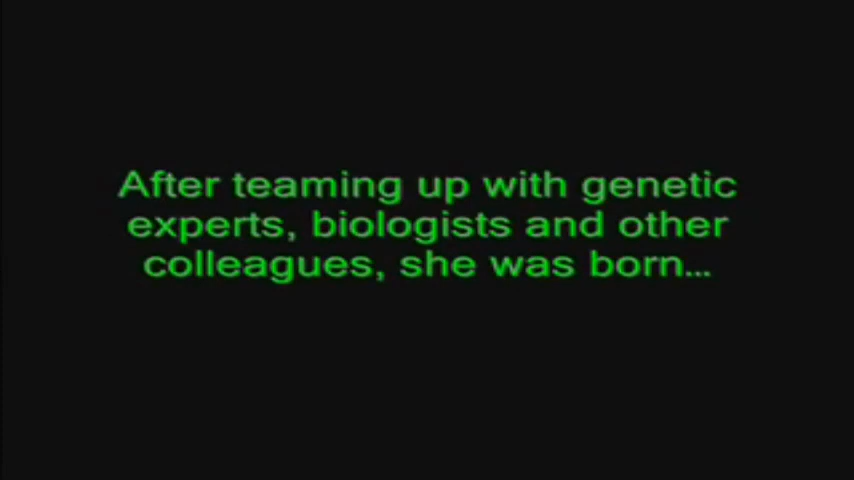 After teaming up with genetic
experts, biologists and other
colleagues, she was born...